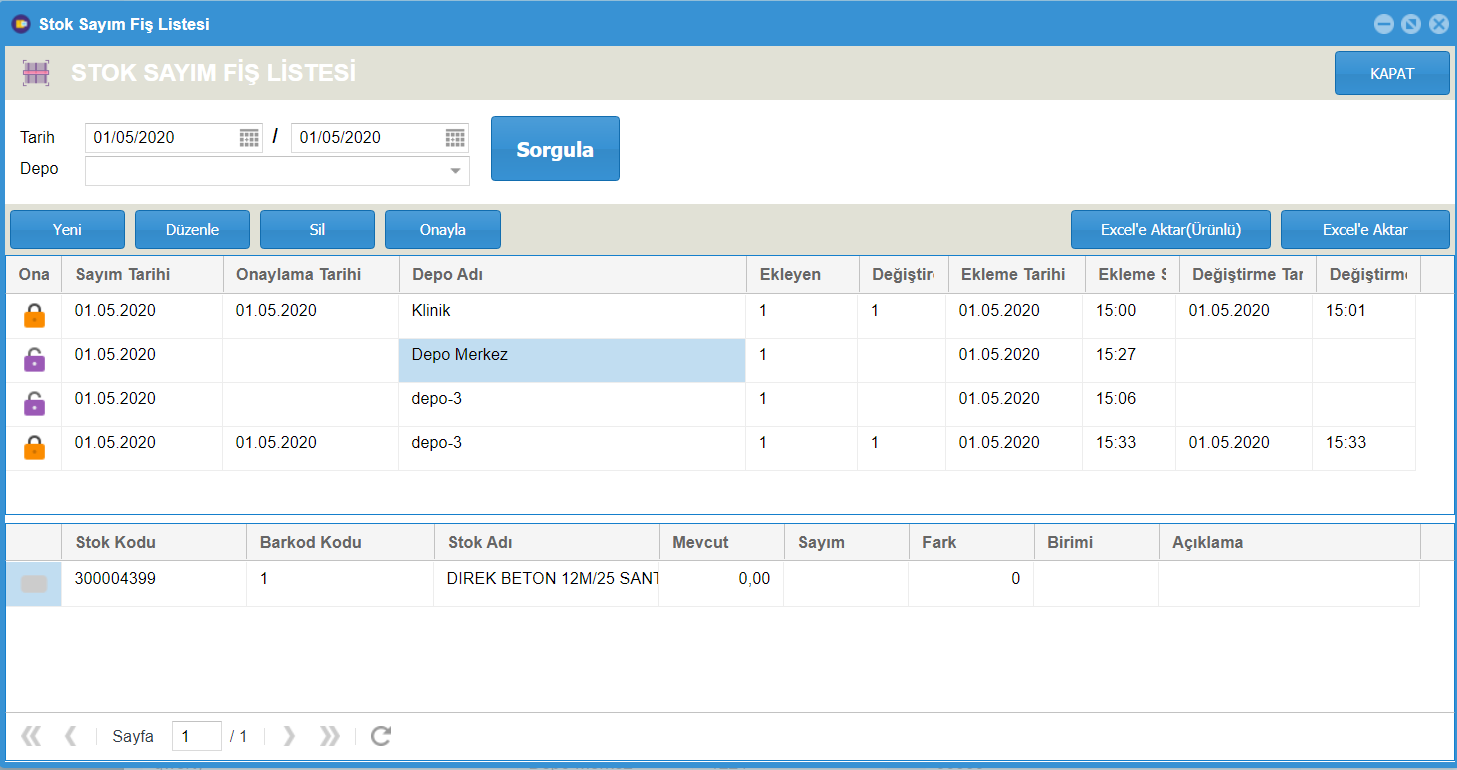 Stok Sayım Fiş Listesi
STOK SAYIM FİŞ LİSTESİ
KAPAT
Tarih 01/05/2020 / 01/05/2020
Sorgula
Depo
Yeni Düzenle Sil Onayla Excel'e Aktar(Ürünlü) Excel'e Aktar
Ona Sayım Tarihi Onaylama Tarihi Depo Adı Ekleyen Değiştir Ekleme Tarihi Ekleme S Değiştirme Tar Değiştirme
01.05.2020 01.05.2020 Klinik 1 1 01.05.2020 15:00 01.05.2020 15:01
01.05.2020 Depo Merkez 1 01.05.2020 15:27
01.05.2020 depo-3 1 01.05.2020 15:06
01.05.2020 01.05.2020 depo-3 1 1 01.05.2020 15:33 01.05.2020 15:33
Stok Kodu Barkod Kodu Stok Adı Mevcut Sayım Fark Birimi Açıklama
300004399 1 DIREK BETON 12M/25 SANT 0,00 0
Sayfa 1 / 1